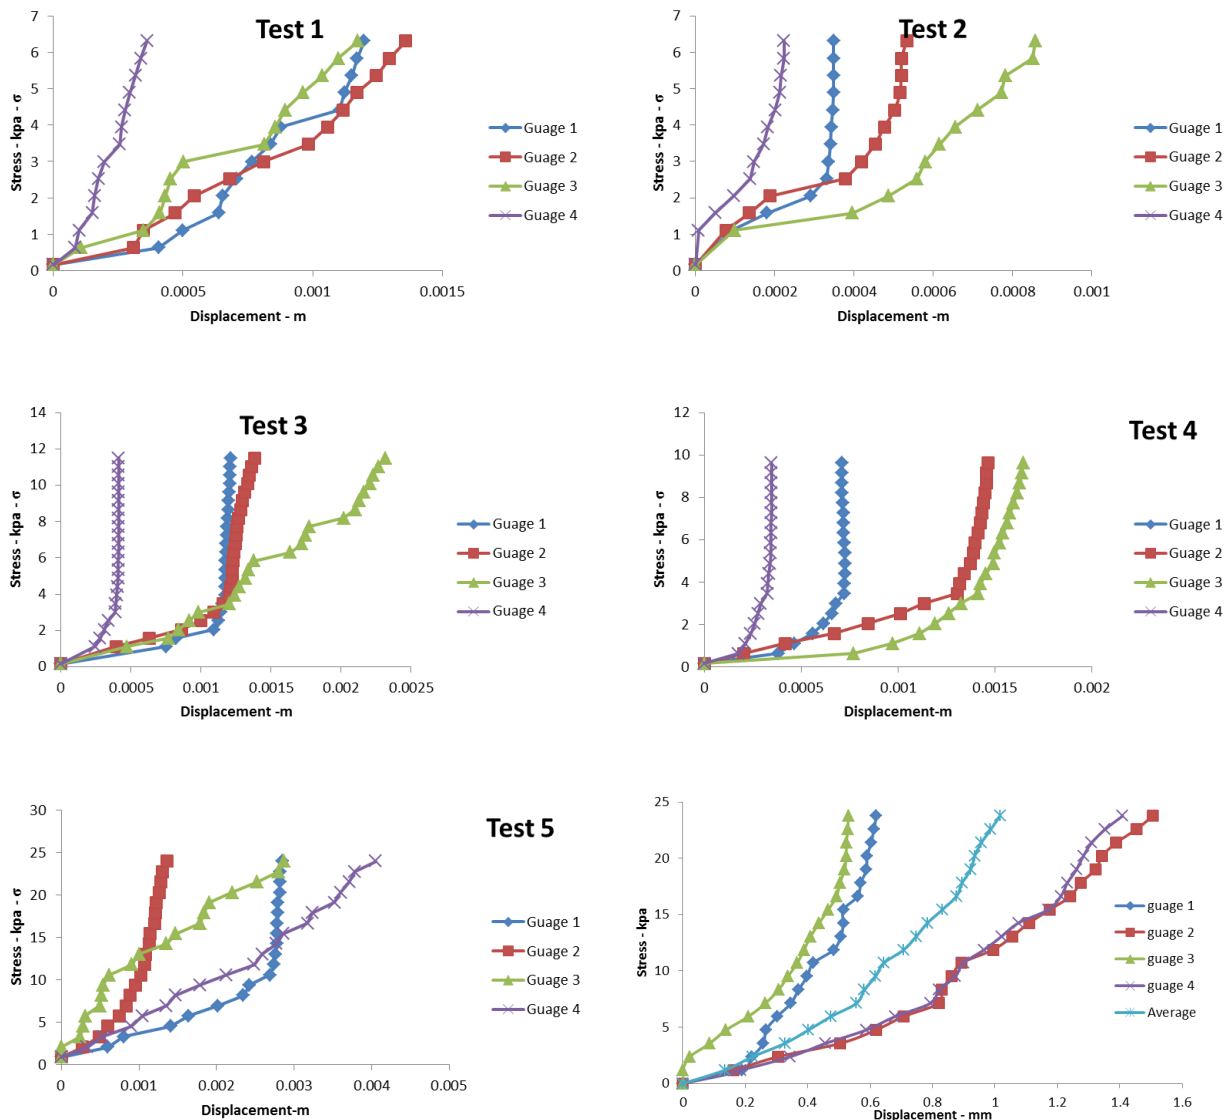 Test 1
7
6
5
4
3
2
1
0
Stress - kpa - σ
0
0.0005
0.001
0.0015
Displacement - m
Guage 1
Guage 2
Guage 3
Guage 4
Test 2
7
6
5
4
3
2
1
0
Stress - kpa - σ
0
0.0002
0.0004
0.0006
0.0008
0.001
Displacement -m
Guage 1
Guage 2
Guage 3
Guage 4
Test 3
14
12
10
8
6
4
2
0
Stress - kpa - σ
0
0.0005
0.001
0.0015
0.002
0.0025
Displacement -m
Guage 1
Guage 2
Guage 3
Guage 4
Test 4
12
10
8
6
4
2
0
Stress - kpa - σ
0
0.0005
0.001
0.0015
0.002
Displacement-m
Guage 1
Guage 2
Guage 3
Guage 4
Test 5
30
25
20
15
10
5
0
Stress - kpa - σ
0
0.001
0.002
0.003
0.004
0.005
Displacement-m
Guage 1
Guage 2
Guage 3
Guage 4
25
20
15
10
5
0
Stress - kpa - σ
0
0.2
0.4
0.6
0.8
1
1.2
1.4
1.6
Displacement - mm
guage 1
guage 2
guage 3
guage 4
Average